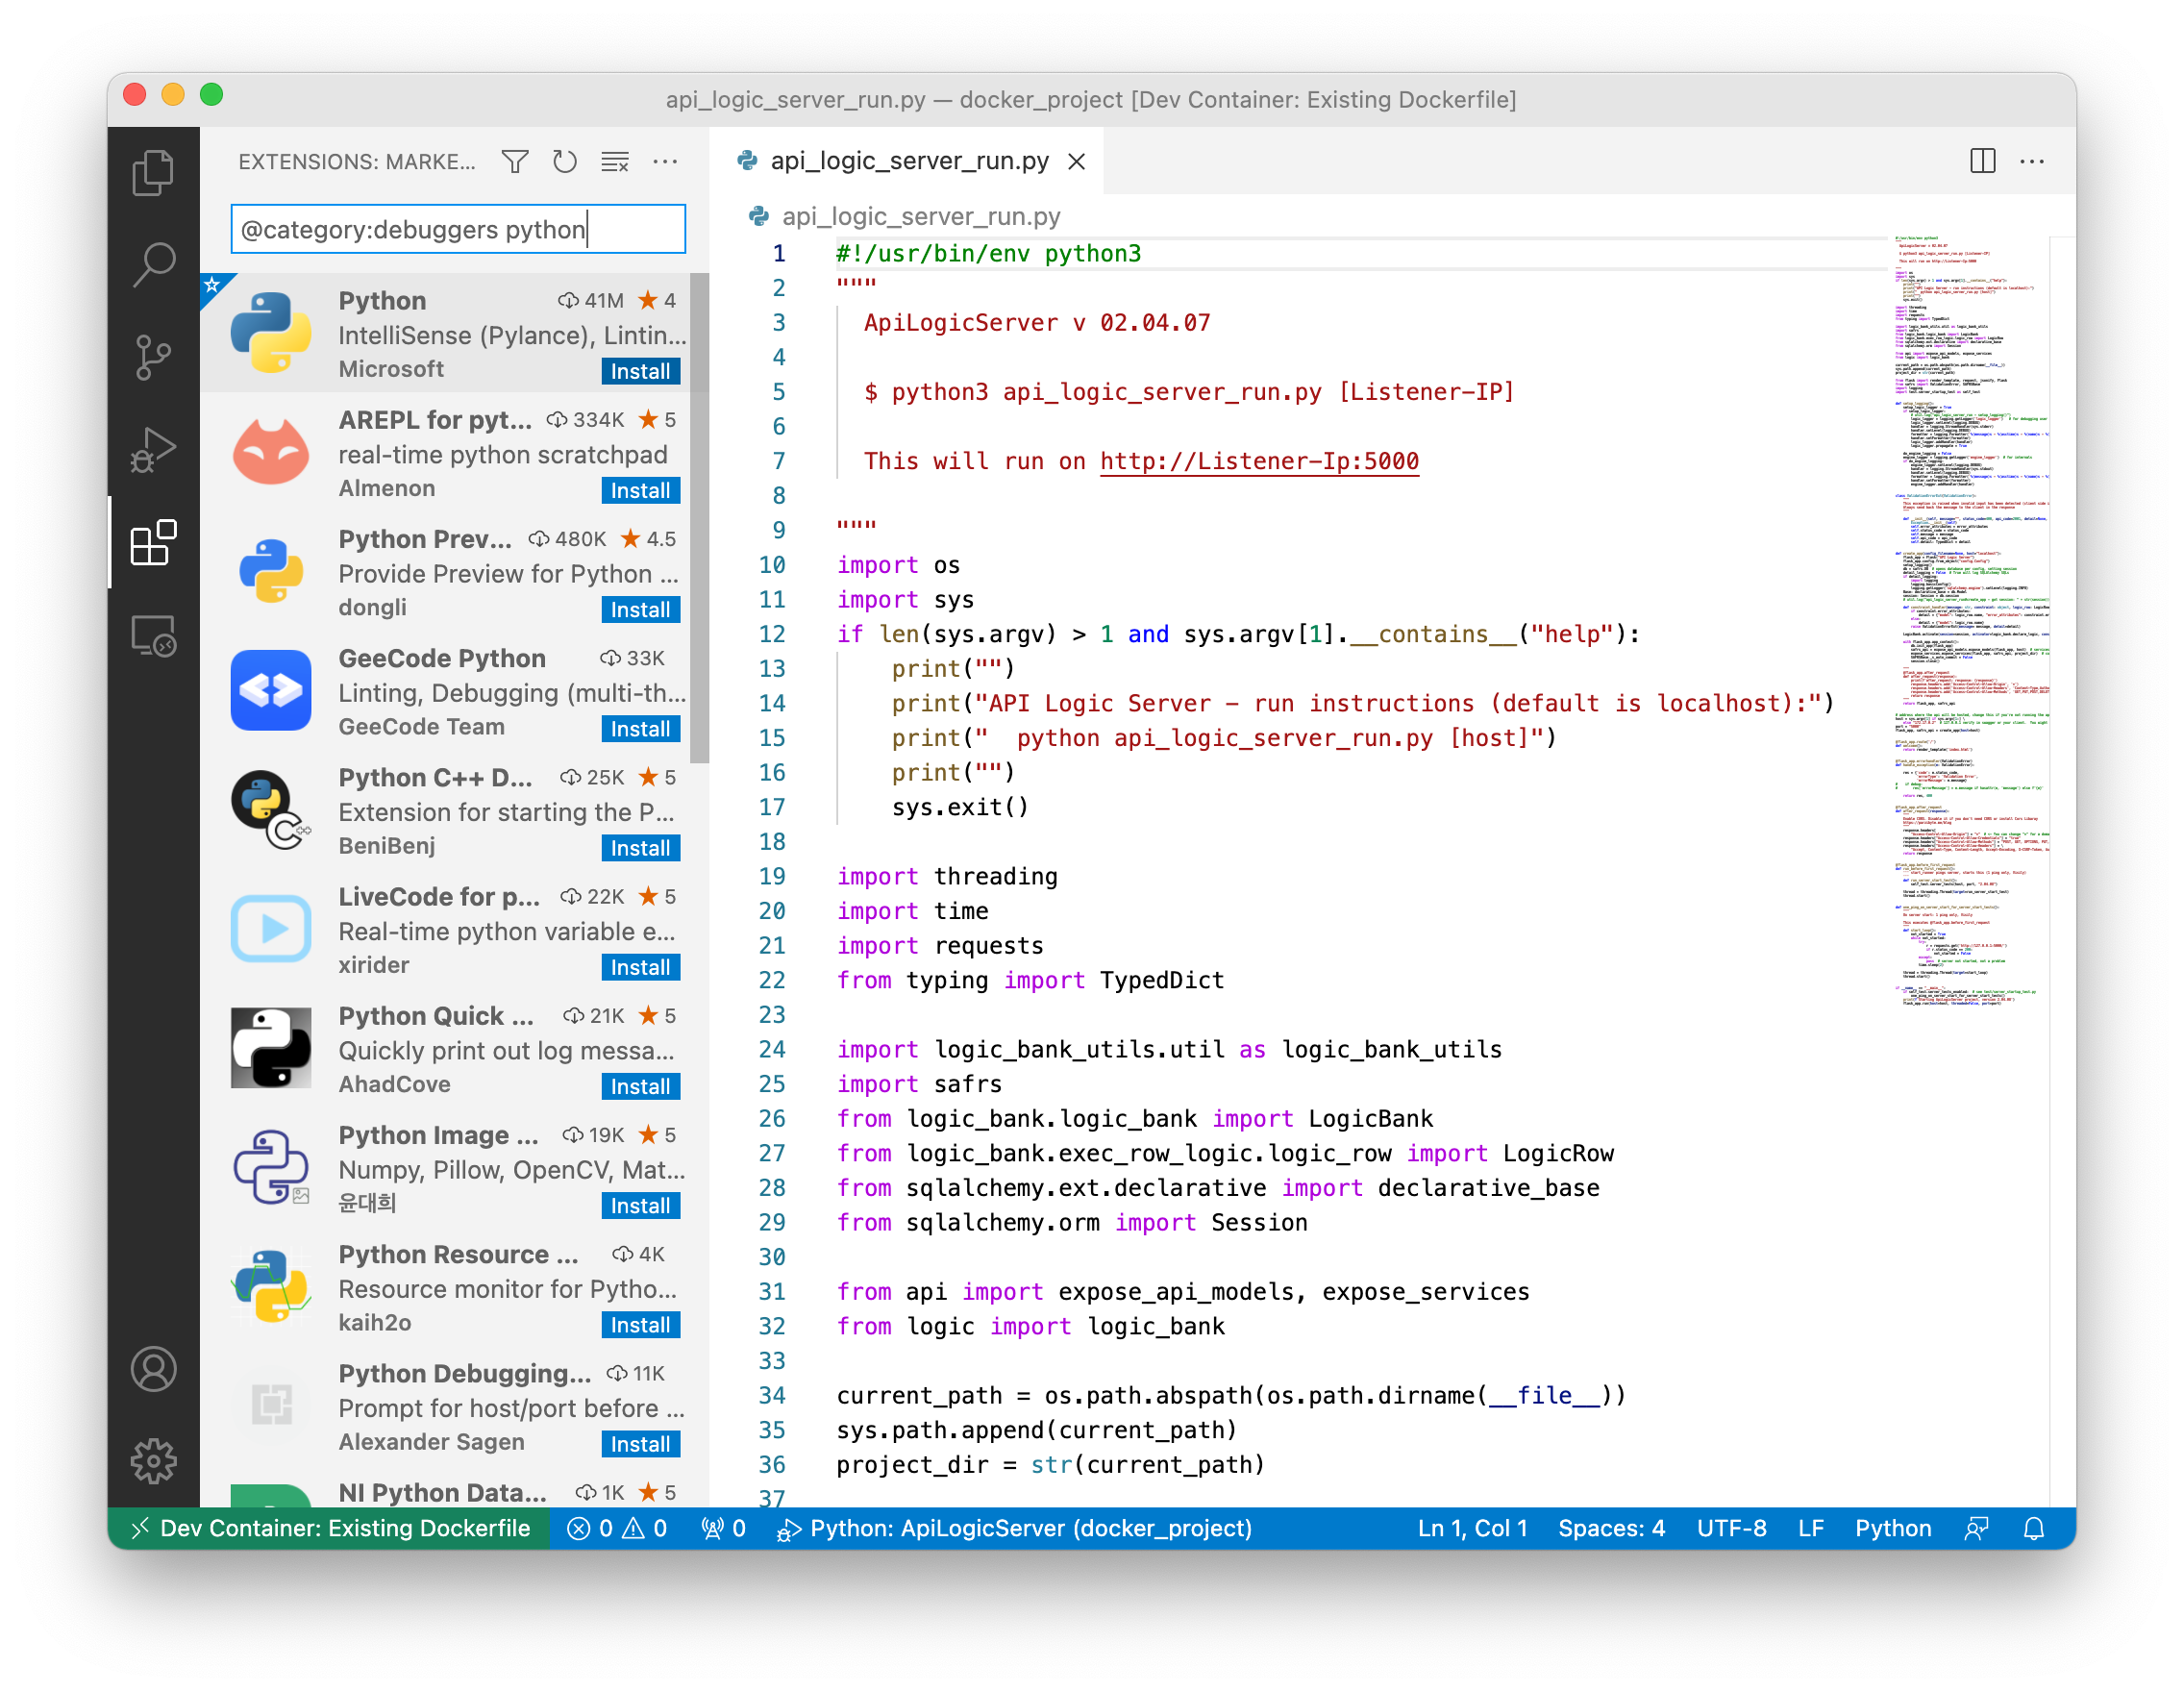 api_logic_server_run.py — docker_project [Dev Container: Existing Dockerfile]
EXTENSIONS: MARKE...
@category:debuggers python
Python 41M ★ 4
IntelliSense (Pylance), Lintin...
Microsoft Install
AREPL for pyt... 334K ★ 5
real-time python scratchpad
Almenon Install
Python Prev... 480K ★ 4.5
Provide Preview for Python ...
dongli Install
GeeCode Python 33K
Linting, Debugging (multi-th...
GeeCode Team Install
Python C++ D... 25K ★ 5
Extension for starting the P...
BeniBenj Install
LiveCode for p... 22K ★ 5
Real-time python variable e...
xirider Install
Python Quick ... 21K ★ 5
Quickly print out log messa...
AhadCove Install
Python Image ... 19K ★ 5
Numpy, Pillow, OpenCV, Mat...
윤대희 Install
Python Resource ... 4K
Resource monitor for Pytho...
kaih2o Install
Python Debugging... 11K
Prompt for host/port before ...
Alexander Sagen Install
NI Python Data... 1K ★ 5
api_logic_server_run.py
api_logic_server_run.py
1 #!/usr/bin/env python3
2 """
3 ApiLogicServer v 02.04.07
4
5 $ python3 api_logic_server_run.py [Listener-IP]
6
7 This will run on http://Listener-Ip:5000
8
9 """
10 import os
11 import sys
12 if len(sys.argv) > 1 and sys.argv[1].__contains__("help"):
13     print("")
14     print("API Logic Server - run instructions (default is localhost):")
15     print("  python api_logic_server_run.py [host]")
16     print("")
17     sys.exit()
18
19 import threading
20 import time
21 import requests
22 from typing import TypedDict
23
24 import logic_bank_utils.util as logic_bank_utils
25 import safrs
26 from logic_bank.logic_bank import LogicBank
27 from logic_bank.exec_row_logic.logic_row import LogicRow
28 from sqlalchemy.ext.declarative import declarative_base
29 from sqlalchemy.orm import Session
30
31 from api import expose_api_models, expose_services
32 from logic import logic_bank
33
34 current_path = os.path.abspath(os.path.dirname(__file__))
35 sys.path.append(current_path)
36 project_dir = str(current_path)
37
Dev Container: Existing Dockerfile 0 0 0 Python: ApiLogicServer (docker_project) Ln 1, Col 1 Spaces: 4 UTF-8 LF Python